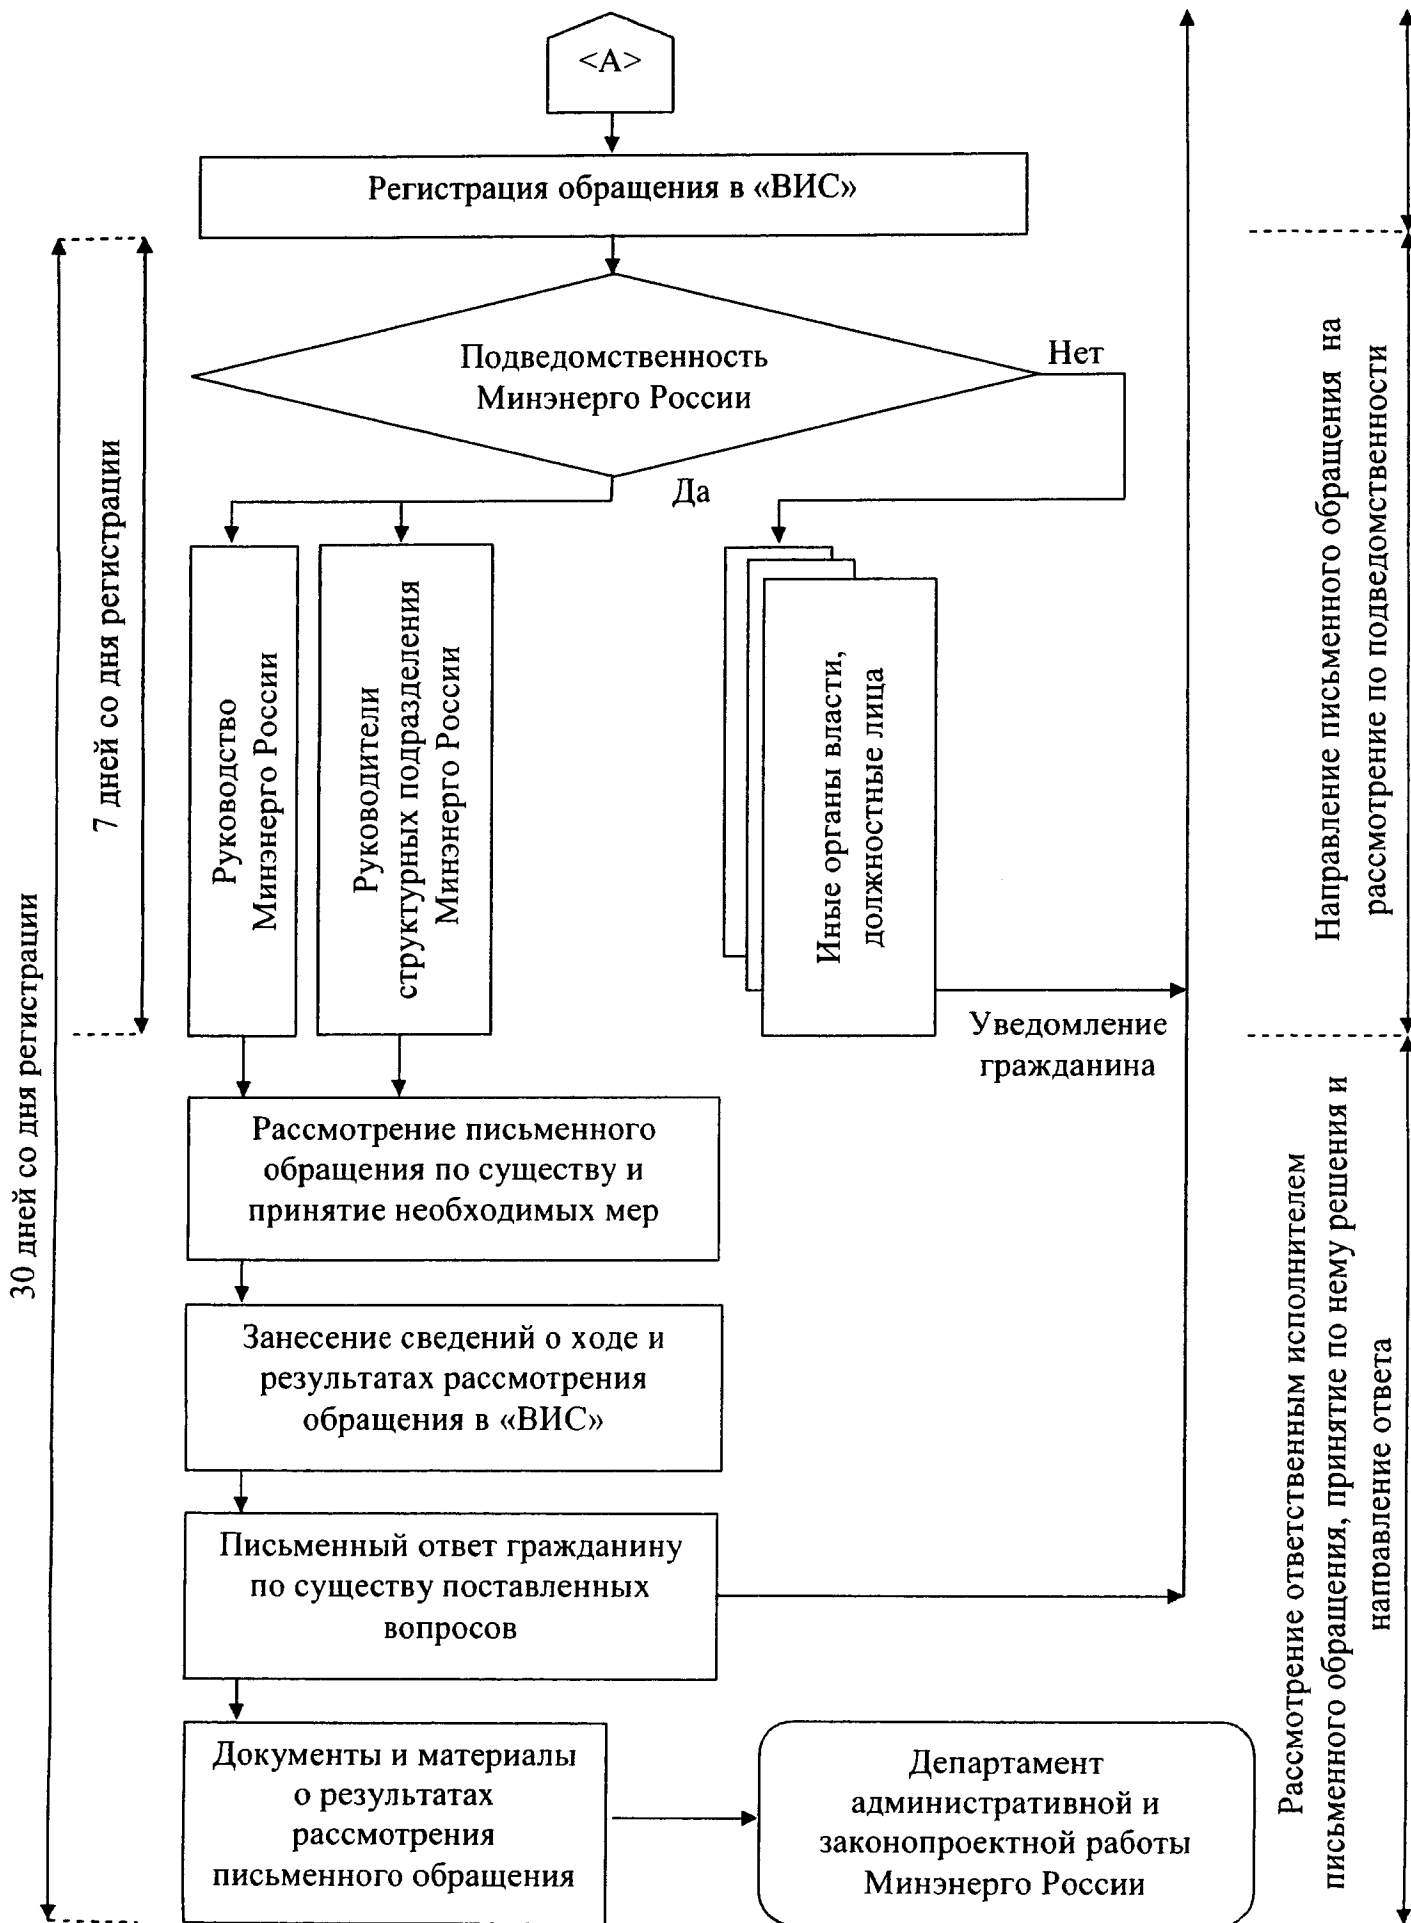 <А>
Регистрация обращения в «ВИС»
Подведомственность
Минэнерго России
Нет
Да
7 дней со дня регистрации
30 дней со дня регистрации
Руководство
Минэнерго России
Руководители
структурных подразделения
Минэнерго России
Иные органы власти,
должностные лица
Уведомление
гражданина
Направление письменного обращения на
рассмотрение по подведомственности
Рассмотрение письменного
обращения по существу и
принятие необходимых мер
Занесение сведений о ходе и
результатах рассмотрения
обращения в «ВИС»
Письменный ответ гражданину
по существу поставленных
вопросов
Рассмотрение ответственным исполнителем
письменного обращения, принятие по нему решения и
направление ответа
Документы и материалы
о результатах
рассмотрения
письменного обращения
Департамент
административной и
законопроектной работы
Минэнерго России